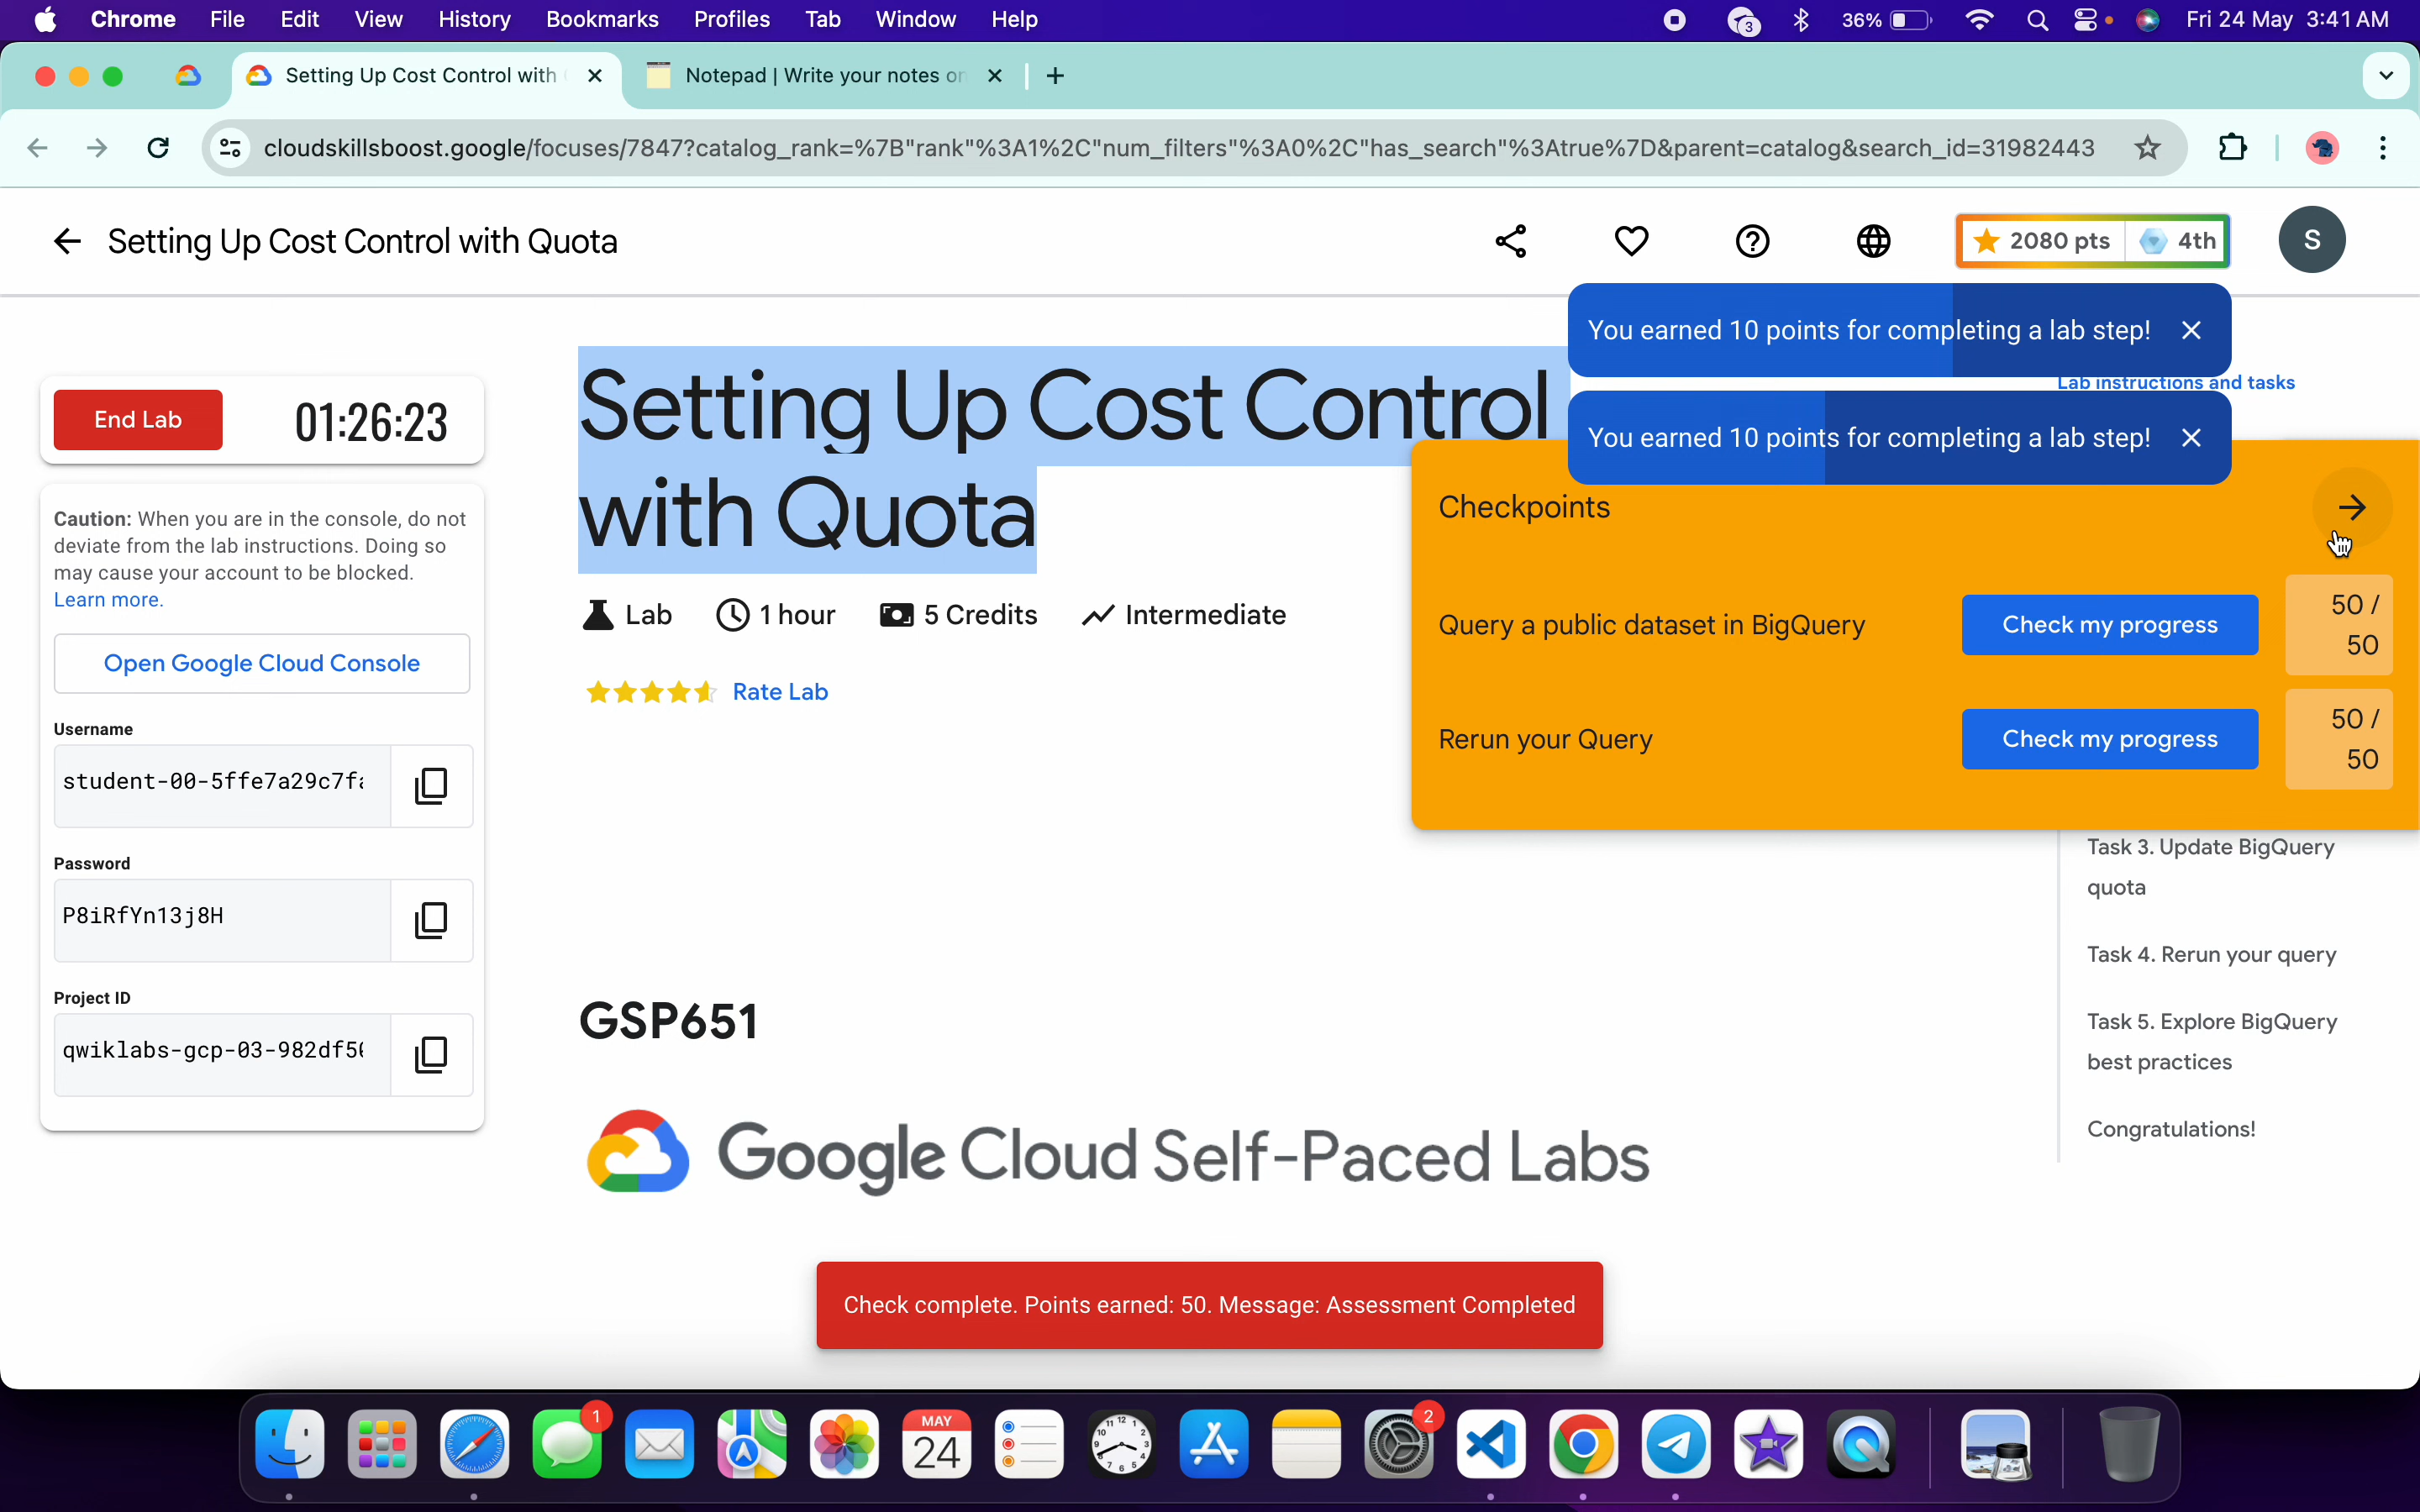 Chrome File Edit View History Bookmarks Profiles Tab Window Help
3
36%
Fri 24 May 3:41 AM
Setting Up Cost Control with
Notepad | Write your notes on
cloudskillsboost.google/focuses/7847?catalog_rank=%7B"rank"%3A1%2C"num_filters"%3A0%2C"has_search"%3Atrue%7D&parent=catalog&search_id=31982443
Setting Up Cost Control with Quota
2080 pts
4th
S
You earned 10 points for completing a lab step!
Lab instructions and tasks
You earned 10 points for completing a lab step!
End Lab
01:26:23
Caution: When you are in the console, do not
deviate from the lab instructions. Doing so
may cause your account to be blocked.
Learn more.
Open Google Cloud Console
Username
student-00-5ffe7a29c7fa
Password
P8iRfYn13j8H
Project ID
qwiklabs-gcp-03-982df50
Setting Up Cost Control
with Quota
Lab
1 hour
5 Credits
Intermediate
Rate Lab
Checkpoints
Query a public dataset in BigQuery
Check my progress
50 /
50
Rerun your Query
Check my progress
50 /
50
Task 3. Update BigQuery
quota
Task 4. Rerun your query
Task 5. Explore BigQuery
best practices
Congratulations!
GSP651
Google Cloud Self-Paced Labs
Check complete. Points earned: 50. Message: Assessment Completed
1
MAY
24
2